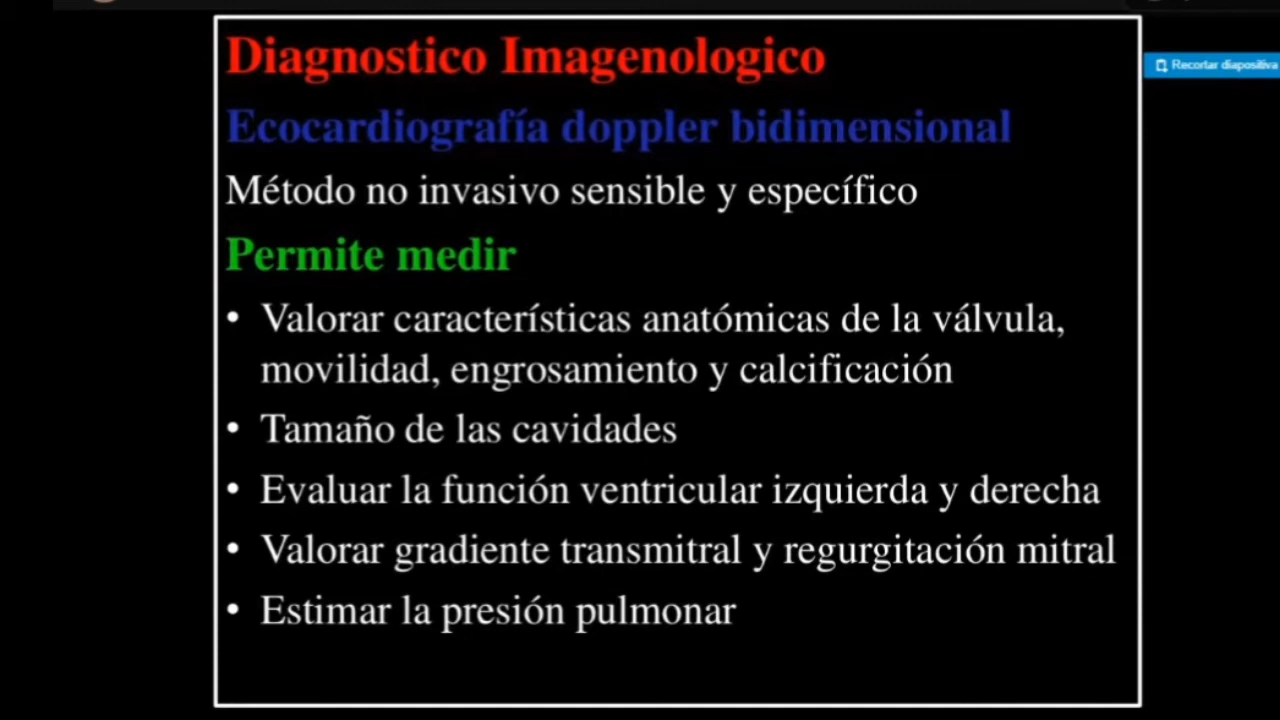 Diagnostico Imagenologico
Recortar diapositiva
Ecocardiografía doppler bidimensional
Método no invasivo sensible y específico
Permite medir
• Valorar características anatómicas de la válvula,
movilidad, engrosamiento y calcificación
• Tamaño de las cavidades
• Evaluar la función ventricular izquierda y derecha
• Valorar gradiente transmitral y regurgitación mitral
• Estimar la presión pulmonar